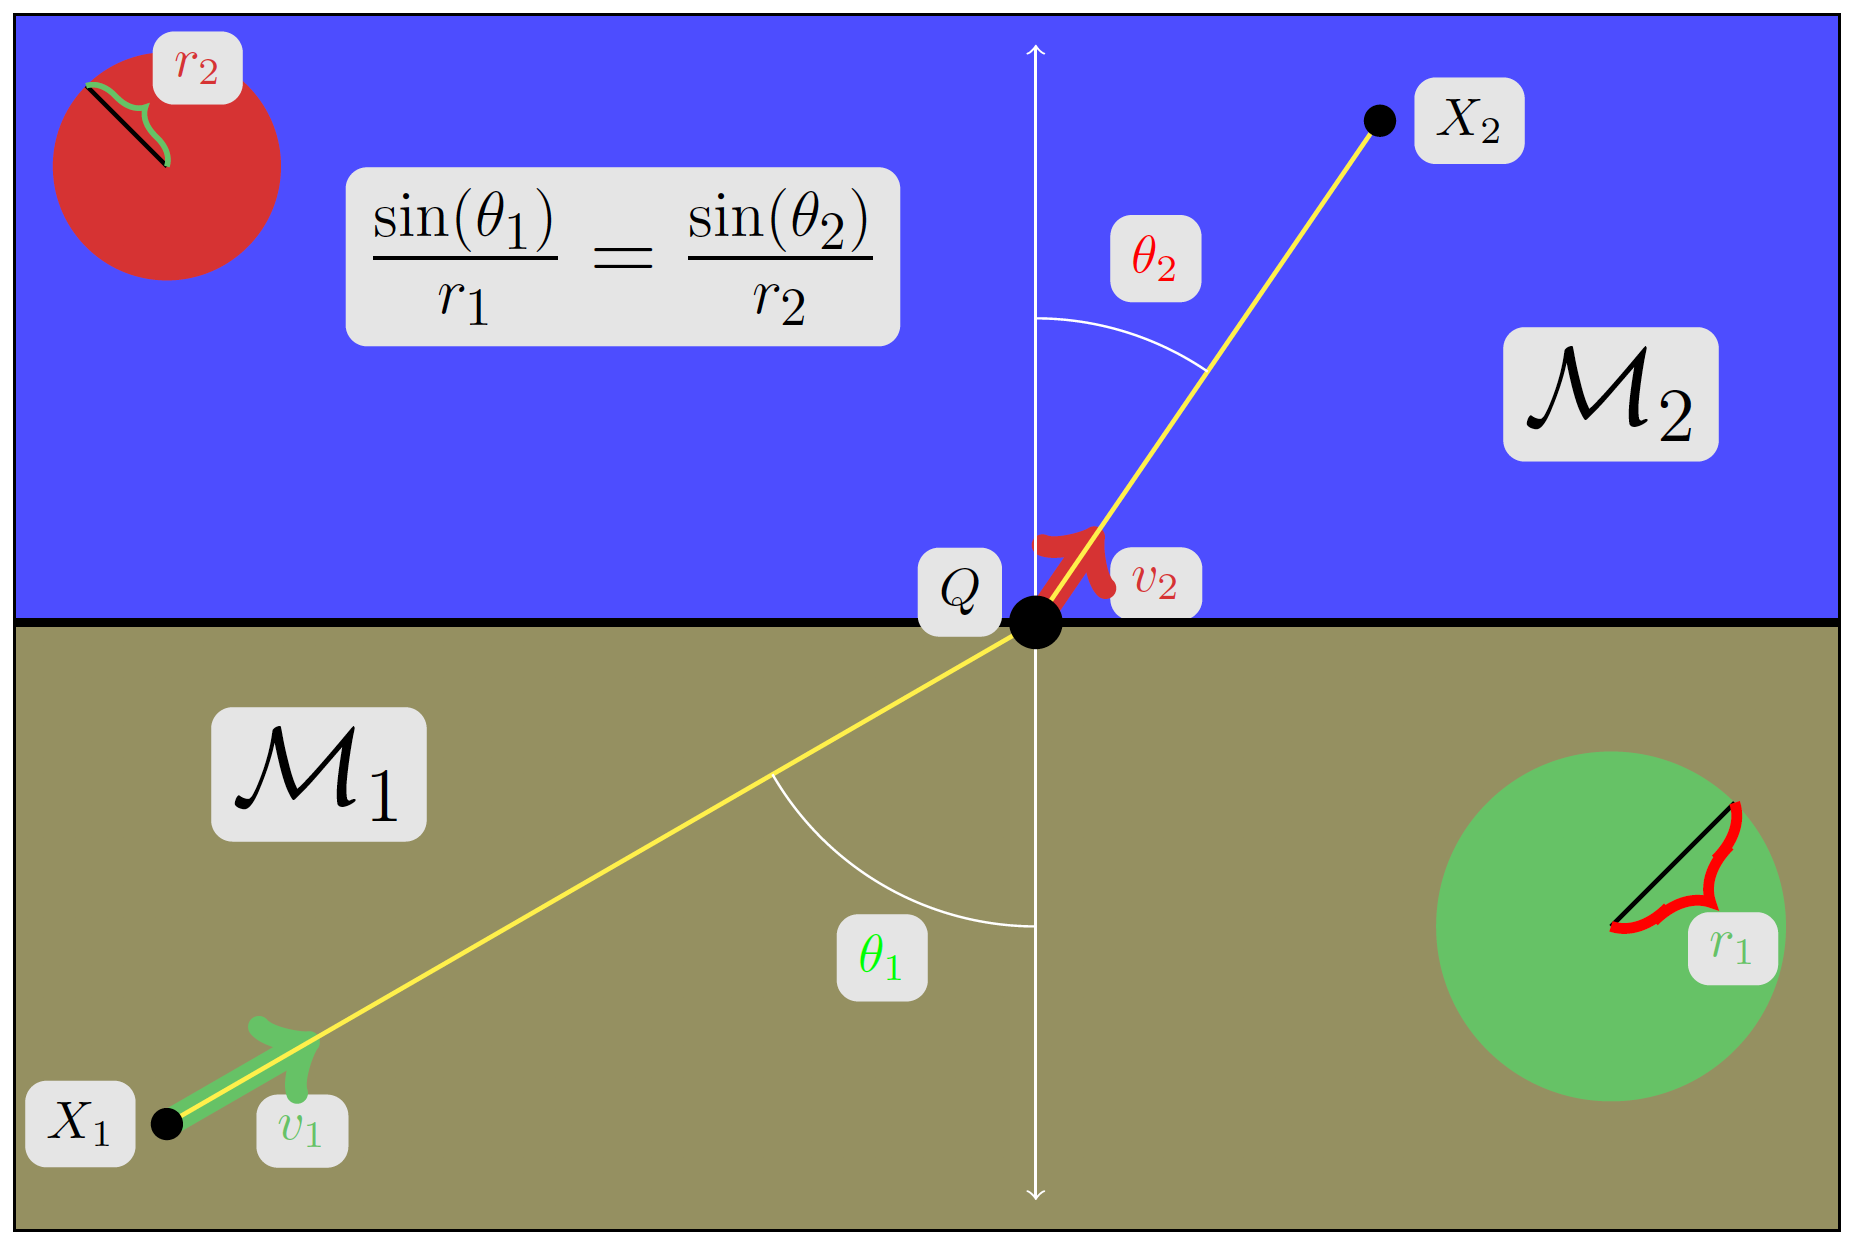 r₂
X₂
sin(θ₁)/r₁ = sin(θ₂)/r₂
θ₂
ℳ₂
Q
v₂
ℳ₁
θ₁
r₁
X₁
v₁